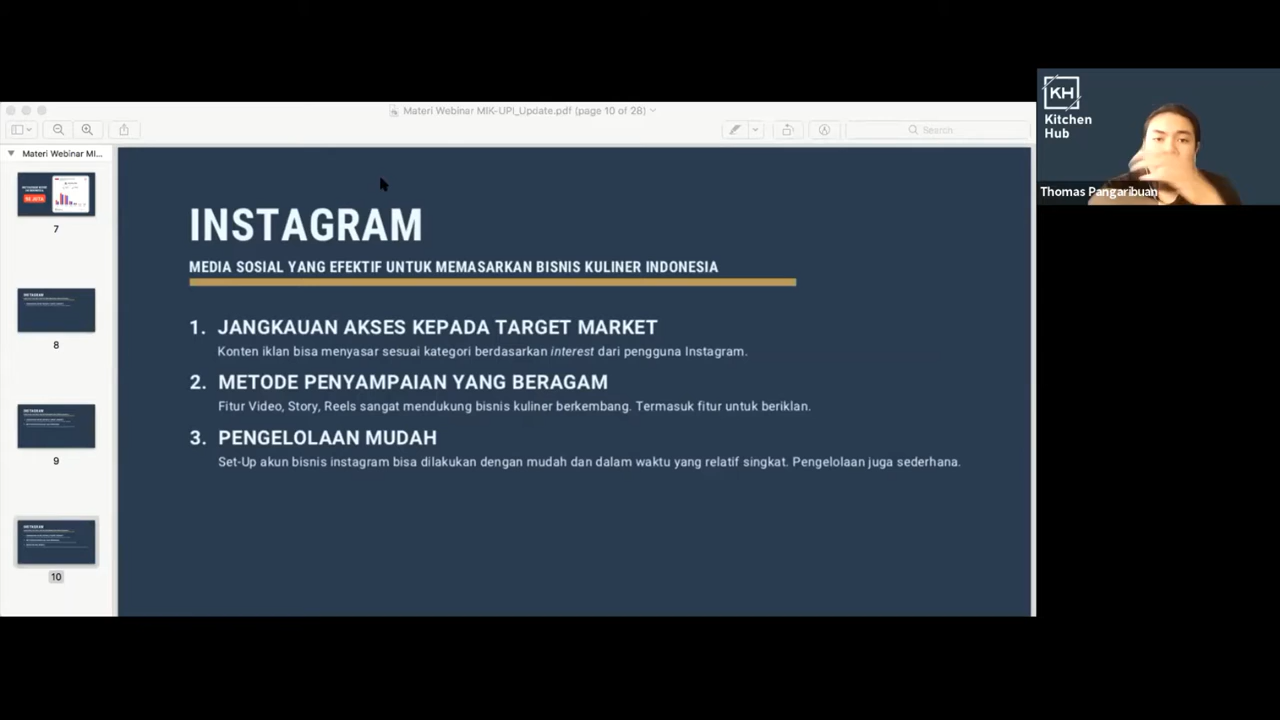 Materi Webinar MIK-UPI_Update.pdf (page 10 of 28)
Search
Materi Webinar MI...
7
8
9
10
INSTAGRAM
MEDIA SOSIAL YANG EFEKTIF UNTUK MEMASARKAN BISNIS KULINER INDONESIA
1. JANGKAUAN AKSES KEPADA TARGET MARKET
Konten iklan bisa menyasar sesuai kategori berdasarkan interest dari pengguna Instagram.
2. METODE PENYAMPAIAN YANG BERAGAM
Fitur Video, Story, Reels sangat mendukung bisnis kuliner berkembang. Termasuk fitur untuk beriklan.
3. PENGELOLAAN MUDAH
Set-Up akun bisnis instagram bisa dilakukan dengan mudah dan dalam waktu yang relatif singkat. Pengelolaan juga sederhana.
KH
Kitchen
Hub
Thomas Pangaribuan